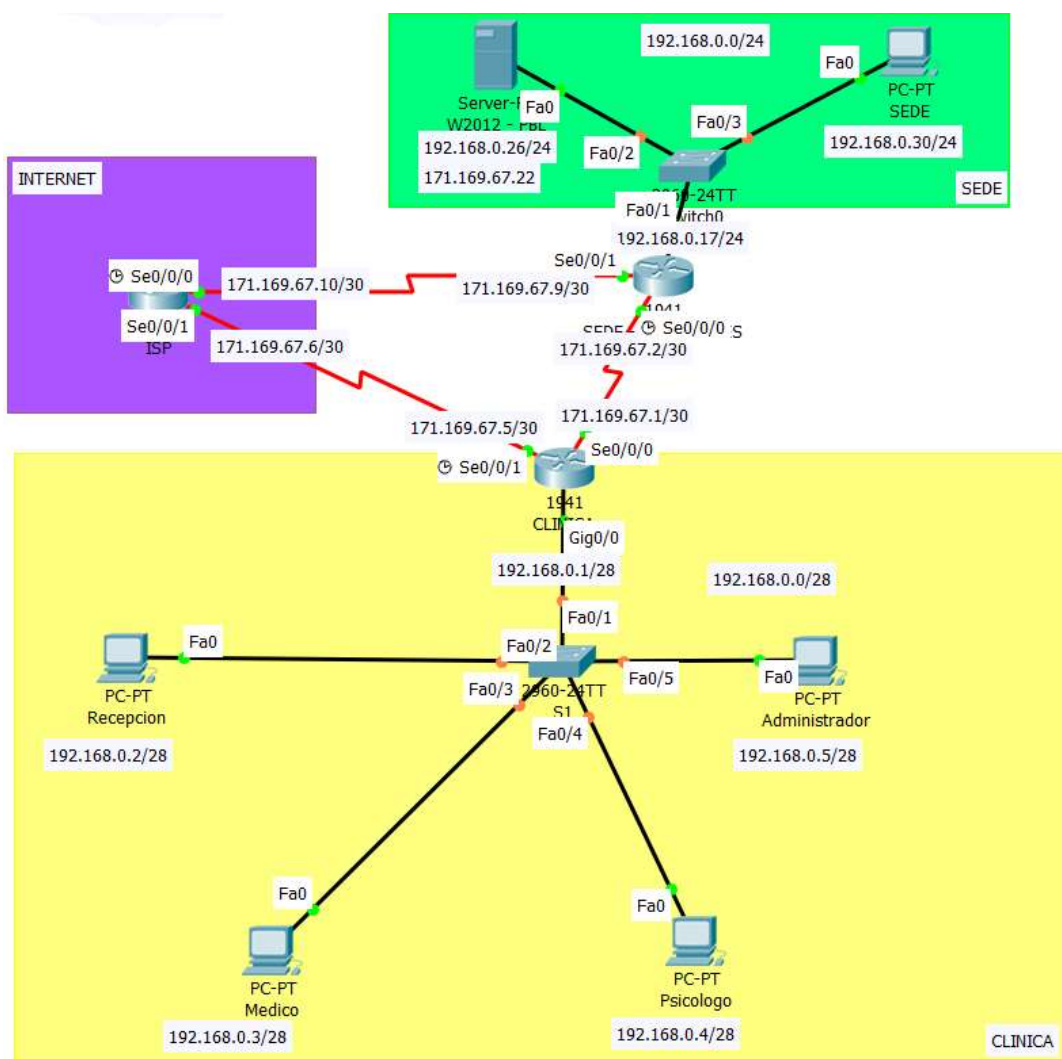 192.168.0.0/24
Fa0
PC-PT
SEDE
192.168.0.30/24
Fa0
W2012 - PBL
192.168.0.26/24
171.169.67.22
Fa0/2
Fa0/3
SEDE
Fa0/1
192.168.0.17/24
INTERNET
Se0/0/0
171.169.67.10/30
171.169.67.9/30
Se0/0/1
1941
Se0/0/1
ISP
171.169.67.6/30
Se0/0/0
171.169.67.2/30
171.169.67.5/30
171.169.67.1/30
Se0/0/1
Se0/0/0
1941
Gig0/0
192.168.0.1/28
192.168.0.0/28
Fa0/1
Fa0
Fa0/2
Fa0/3
Fa0/5
Fa0
2960-24TT
S1
Fa0/4
PC-PT
Recepcion
192.168.0.2/28
PC-PT
Administrador
192.168.0.5/28
Fa0
PC-PT
Medico
192.168.0.3/28
Fa0
PC-PT
Psicologo
192.168.0.4/28
CLINICA